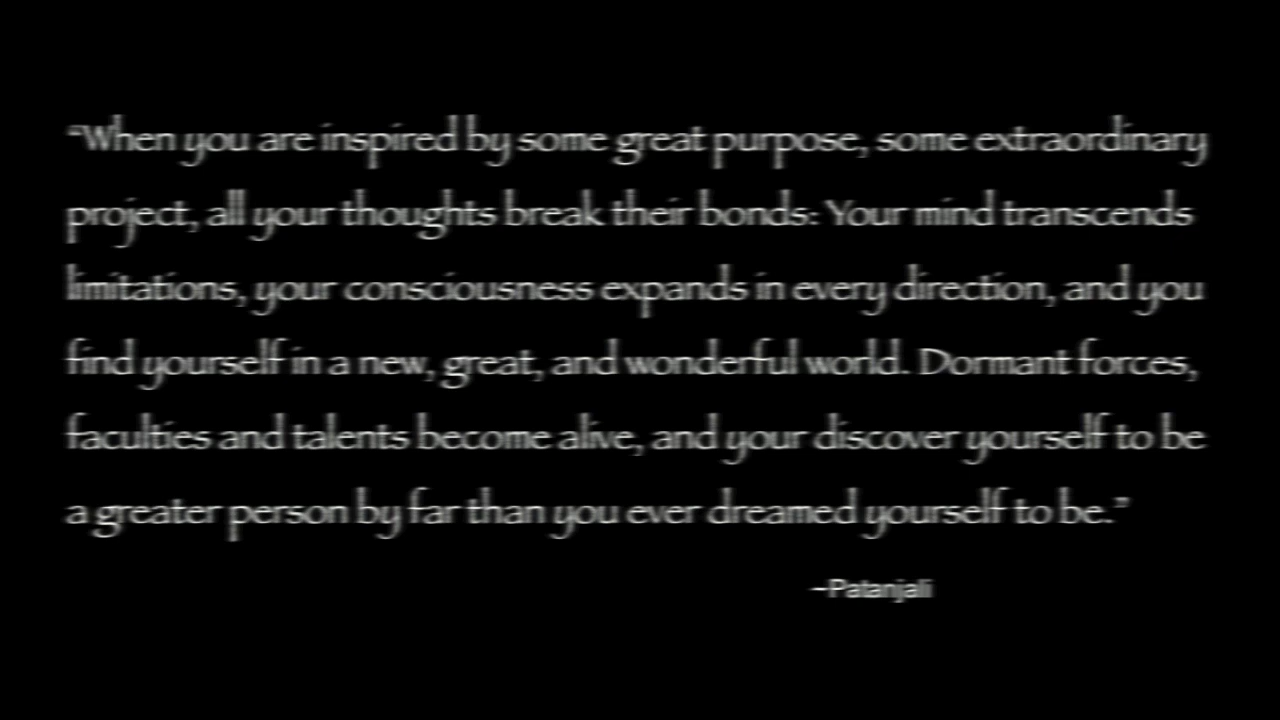 “When you are inspired by some great purpose, some extraordinary
project, all your thoughts break their bonds: Your mind transcends
limitations, your consciousness expands in every direction, and you
find yourself in a new, great, and wonderful world. Dormant forces,
faculties and talents become alive, and your discover yourself to be
a greater person by far than you ever dreamed yourself to be.”
~Patanjali